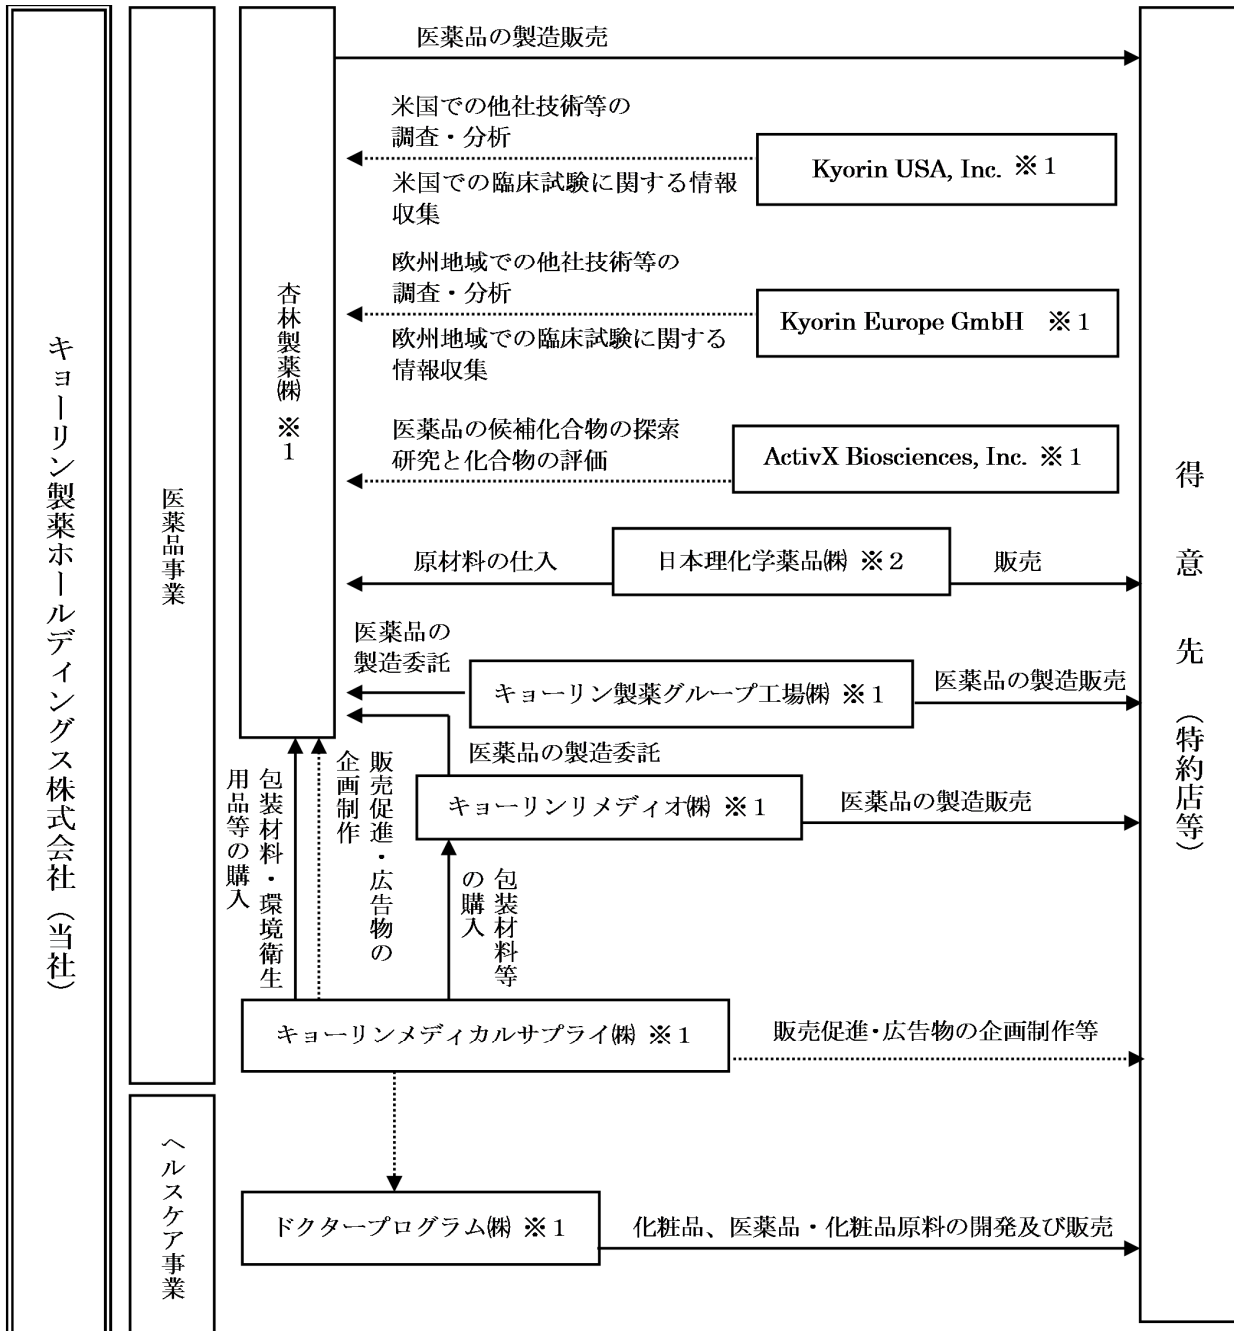 キョーリン製薬ホールディングス株式会社（当社）
医薬品事業
ヘルスケア事業
杏林製薬㈱ ※1
医薬品の製造販売
米国での他社技術等の
調査・分析
米国での臨床試験に関する情報
収集
Kyorin USA, Inc. ※1
欧州地域での他社技術等の
調査・分析
欧州地域での臨床試験に関する
情報収集
Kyorin Europe GmbH ※1
医薬品の候補化合物の探索
研究と化合物の評価
ActivX Biosciences, Inc. ※1
原材料の仕入
日本理化学薬品㈱ ※2
販売
医薬品の
製造委託
キョーリン製薬グループ工場㈱ ※1
医薬品の製造販売
医薬品の製造委託
キョーリンリメディオ㈱ ※1
医薬品の製造販売
包装材料・環境衛生
用品等の購入
販売促進・広告物の
企画制作
包装材料等
の購入
キョーリンメディカルサプライ㈱ ※1
販売促進・広告物の企画制作等
ドクタープログラム㈱ ※1
化粧品、医薬品・化粧品原料の開発及び販売
得意先（特約店等）